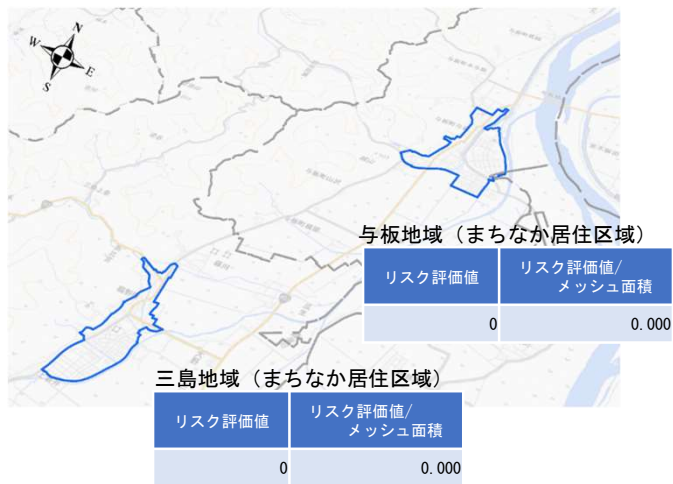 N
W
E
S
与板地域（まちなか居住区域）
リスク評価値
リスク評価値/
メッシュ面積
0
0.000
三島地域（まちなか居住区域）
リスク評価値
リスク評価値/
メッシュ面積
0
0.000